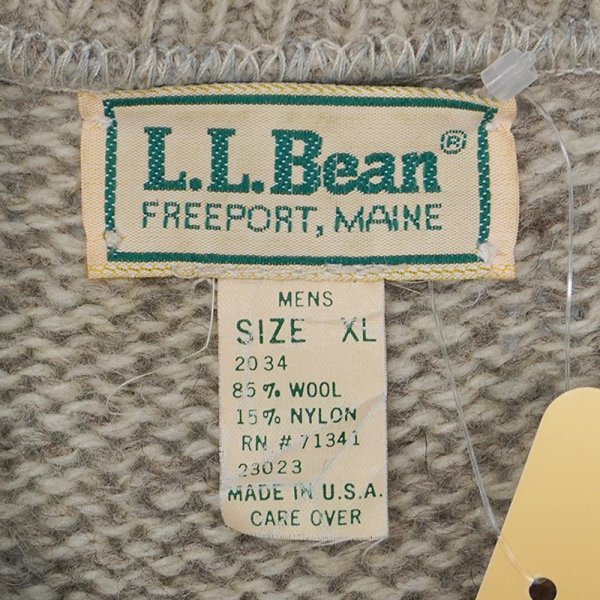 L.L.Bean®
FREEPORT, MAINE
MENS
SIZE XL
2034
85% WOOL
15% NYLON
RN # 71341
23023
MADE IN U.S.A.
CARE OVER